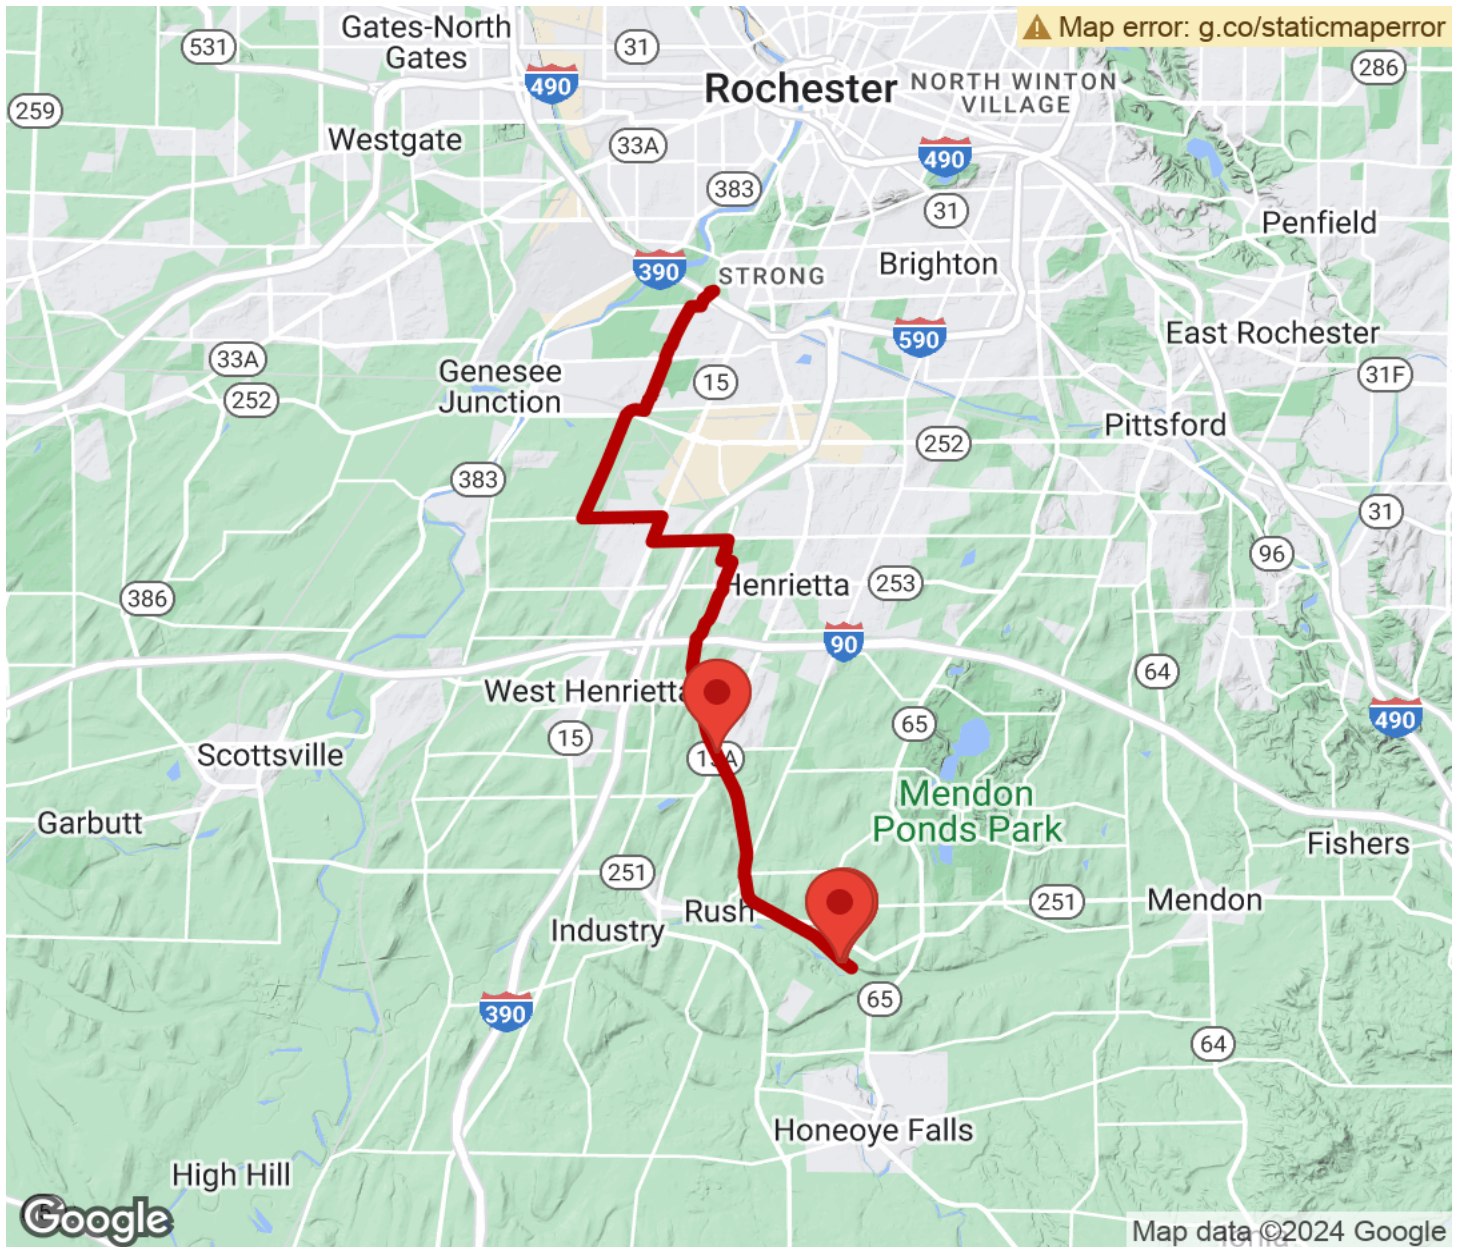 Map error: g.co/staticmaperror
Gates-North
Gates
531
31
490
Rochester
NORTH WINTON
VILLAGE
286
259
Westgate
33A
490
383
31
Penfield
390
STRONG
Brighton
590
East Rochester
33A
252
Genesee
Junction
15
31F
Pittsford
252
383
31
96
386
Henrietta
253
90
64
West Henrietta
15
65
490
Scottsville
Mendon
Ponds Park
Garbutt
Fishers
251
Rush
251
Mendon
Industry
390
65
64
Honeoye Falls
High Hill
Google
Map data ©2024 Google